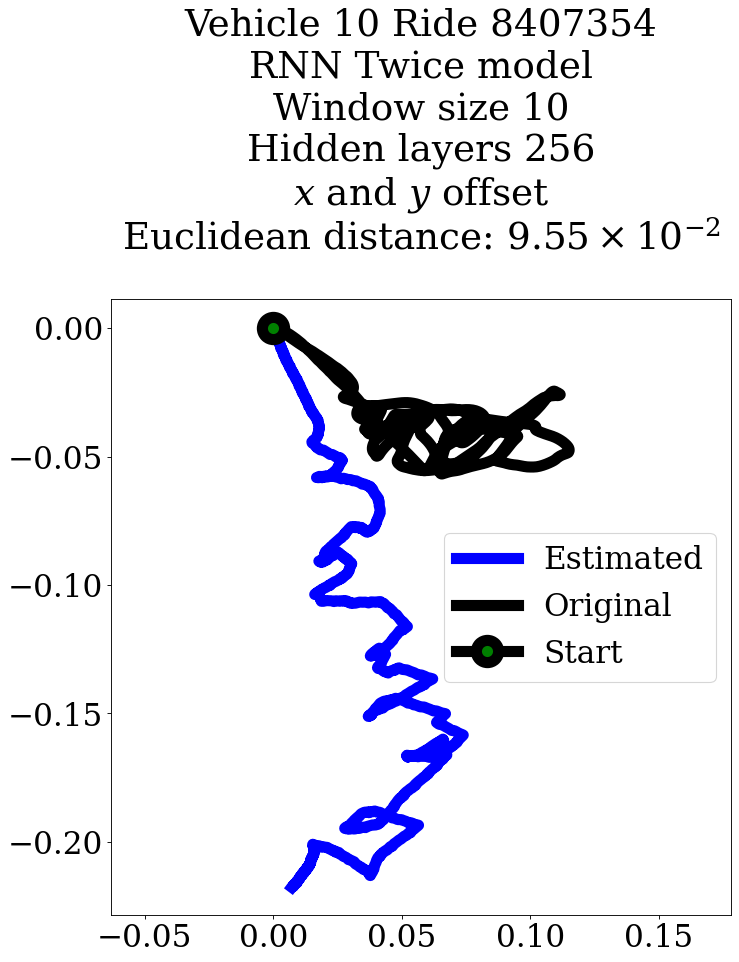 Vehicle 10 Ride 8407354
RNN Twice model
Window size 10
Hidden layers 256
x and y offset
Euclidean distance: 9.55 × 10⁻²
0.00
−0.05
−0.10
−0.15
−0.20
Estimated
Original
Start
−0.05 0.00 0.05 0.10 0.15